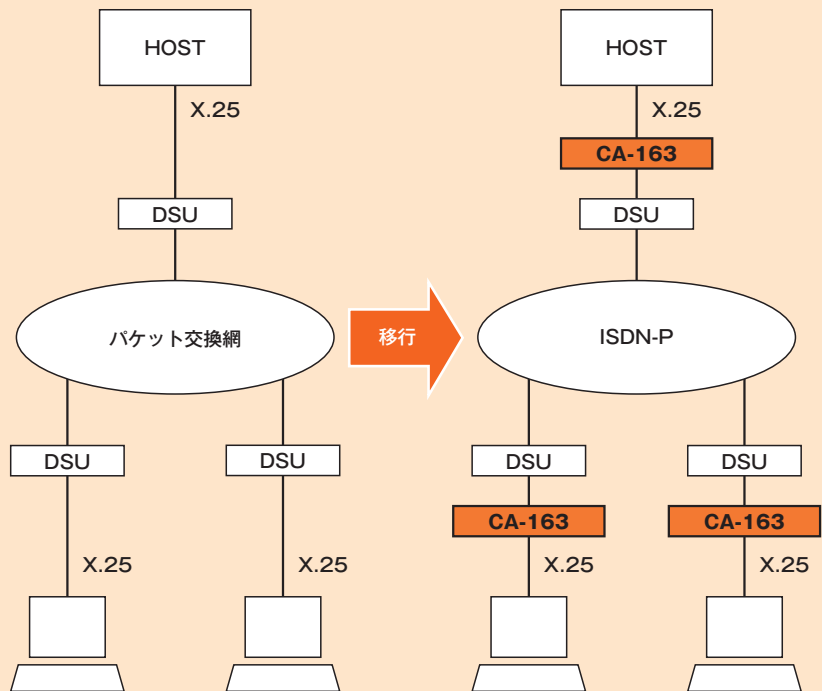 HOST
X.25
DSU
パケット交換網
DSU
DSU
X.25
X.25
移行
HOST
X.25
CA-163
DSU
ISDN-P
DSU
DSU
CA-163
CA-163
X.25
X.25